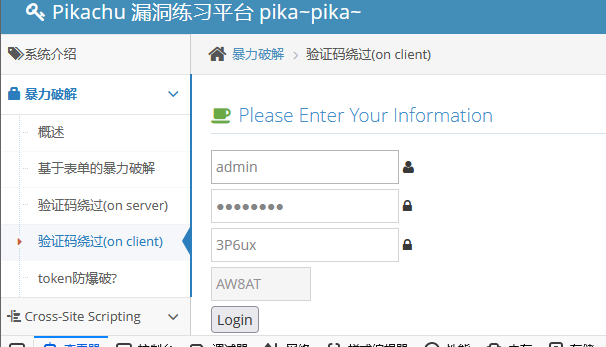 Pikachu 漏洞练习平台 pika~pika~
系统介绍
暴力破解 > 验证码绕过(on client)
暴力破解
概述
基于表单的暴力破解
验证码绕过(on server)
验证码绕过(on client)
token防爆破?
Cross-Site Scripting
Please Enter Your Information
admin
••••••••
3P6ux
AW8AT
Login